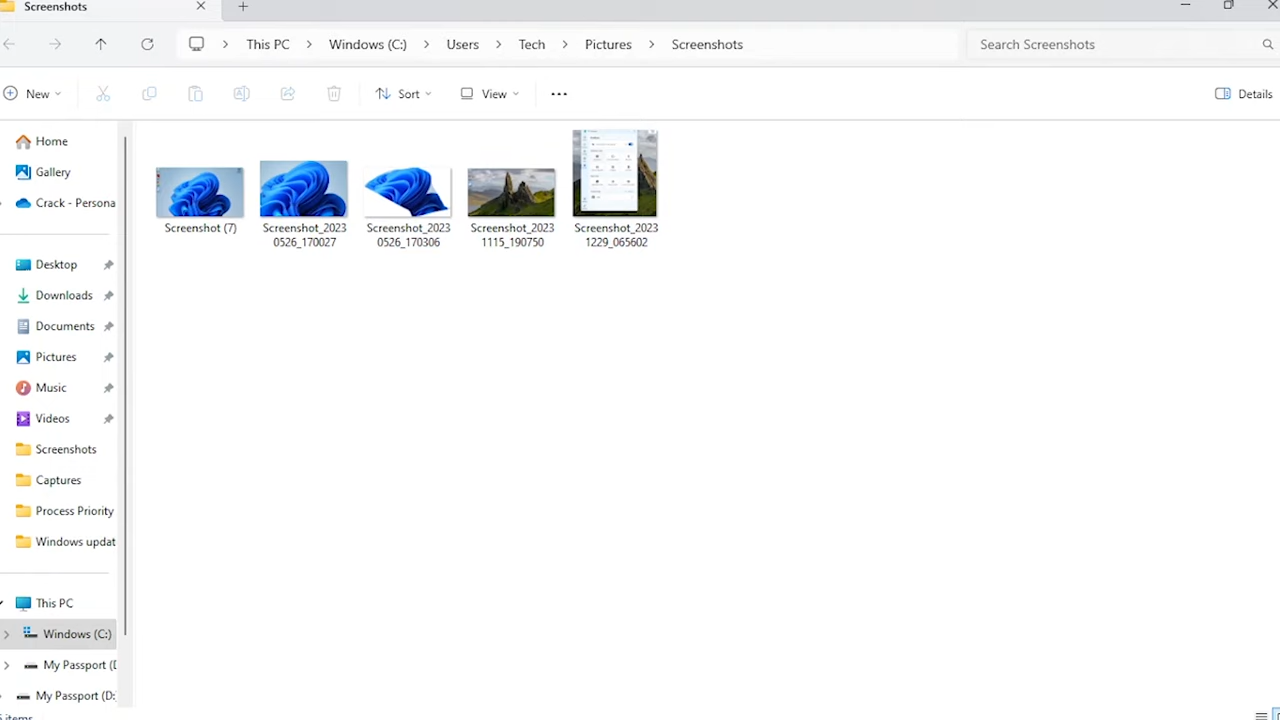 Screenshots
This PC > Windows (C:) > Users > Tech > Pictures > Screenshots
Search Screenshots
New
Sort
View
Details
Home
Gallery
Crack - Persona
Desktop
Downloads
Documents
Pictures
Music
Videos
Screenshots
Captures
Process Priority
Windows updat
This PC
Windows (C:)
My Passport (D
My Passport (D:
Screenshot (7)
Screenshot_2023
0526_170027
Screenshot_2023
0526_170306
Screenshot_2023
1115_190750
Screenshot_2023
1229_065602
items